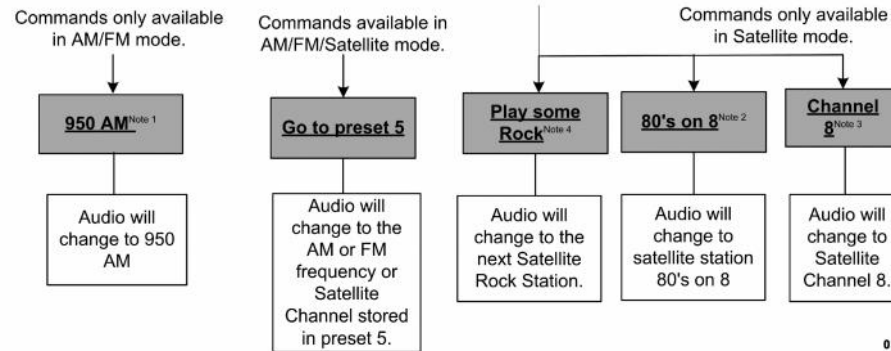 Commands only available
in AM/FM mode.
Commands available in
AM/FM/Satellite mode.
Commands only available
in Satellite mode.
950 AM Note 1
Go to preset 5
Play some
Rock Note 4
80's on 8 Note 2
Channel
8 Note 3
Audio will
change to 950
AM
Audio will
change to the
AM or FM
frequency or
Satellite
Channel stored
in preset 5.
Audio will
change to the
next Satellite
Rock Station.
Audio will
change to
satellite station
80's on 8
Audio will
change to
Satellite
Channel 8.
0